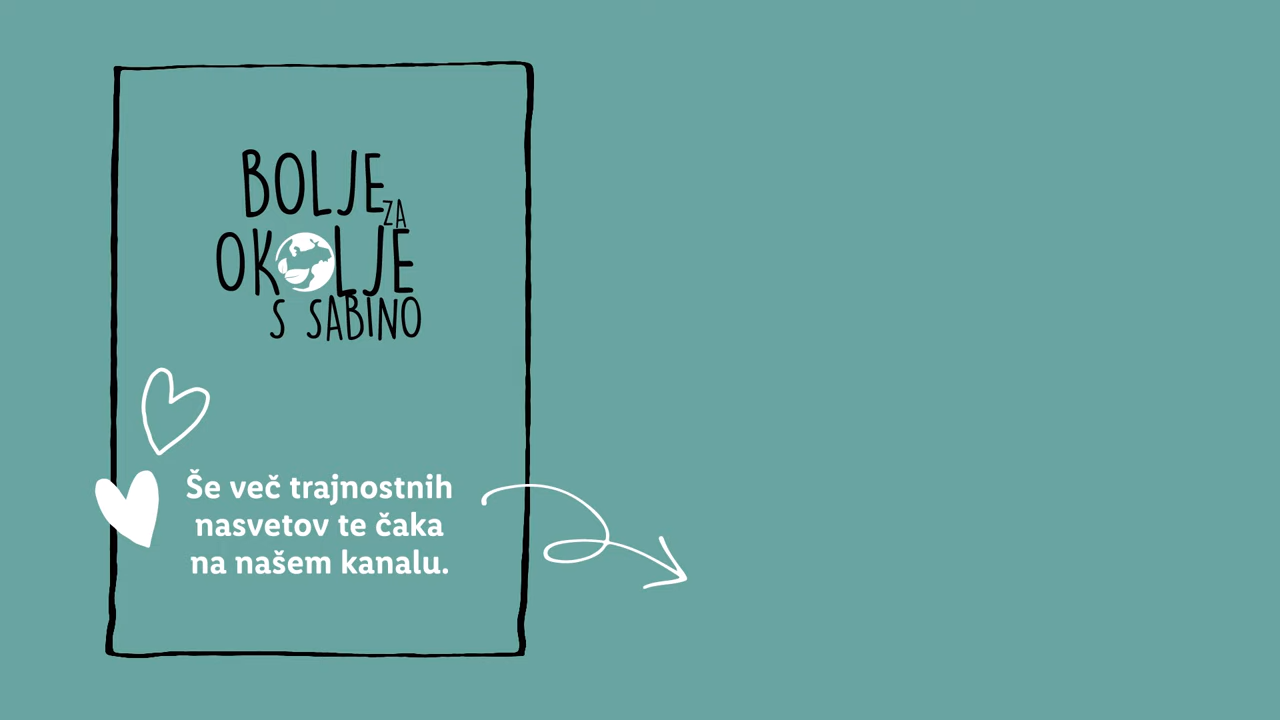 BOLJE ZA
OKOLJE
S SABINO
Še več trajnostnih
nasvetov te čaka
na našem kanalu.